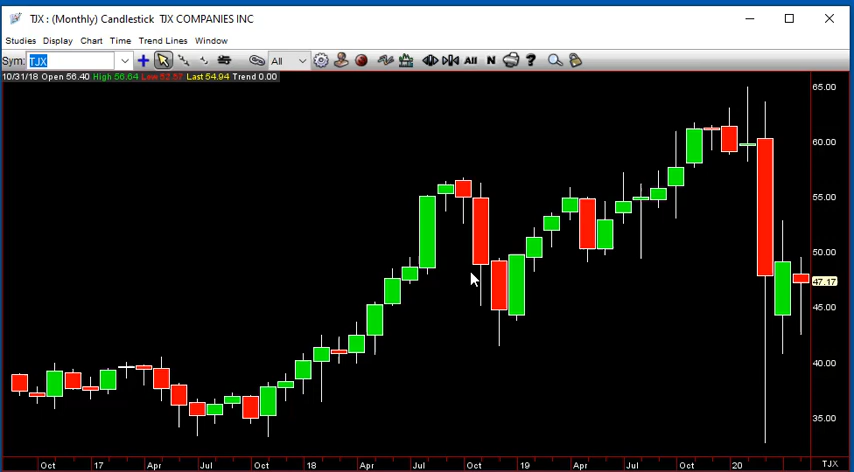 TJX : (Monthly) Candlestick TJX COMPANIES INC
Studies Display Chart Time Trend Lines Window
Sym: TJX All All N ?
10/31/18 Open 56.40 High 56.64 Low 52.57 Last 54.94 Trend 0.00
65.00
60.00
55.00
50.00
47.17
45.00
40.00
35.00
Oct 17 Apr Jul Oct 18 Apr Jul Oct 19 Apr Jul Oct 20 TJX